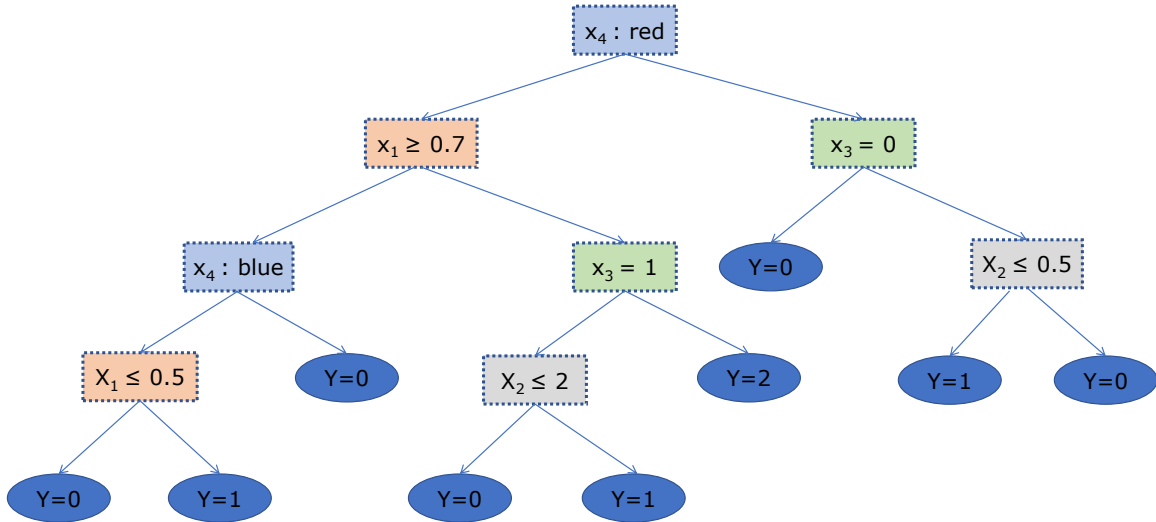 x₄ : red
x₁ ≥ 0.7
x₃ = 0
x₄ : blue
x₃ = 1
Y=0
X₂ ≤ 0.5
X₁ ≤ 0.5
Y=0
X₂ ≤ 2
Y=2
Y=1
Y=0
Y=0
Y=1
Y=0
Y=1